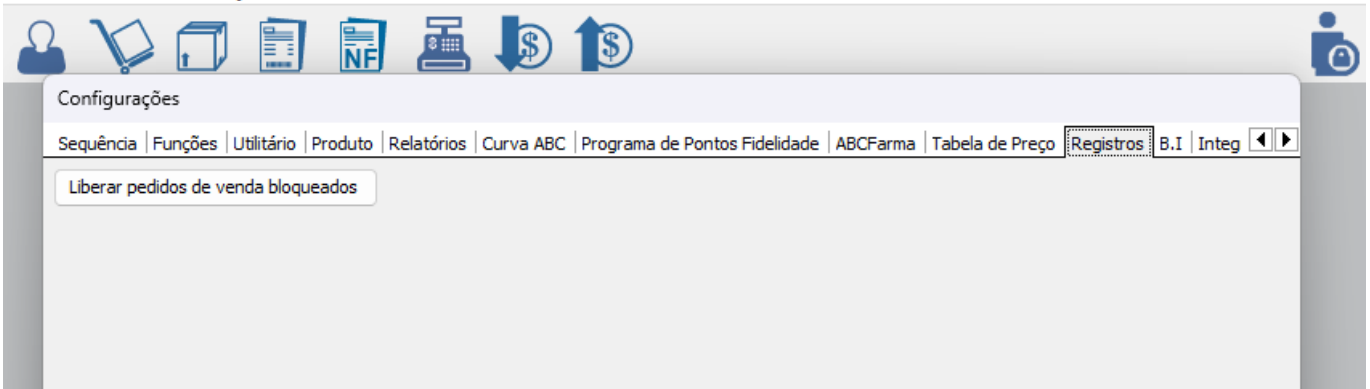 NF
Configurações
Sequência Funções Utilitário Produto Relatórios Curva ABC Programa de Pontos Fidelidade ABCFarma Tabela de Preço Registros B.I Integ
Liberar pedidos de venda bloqueados